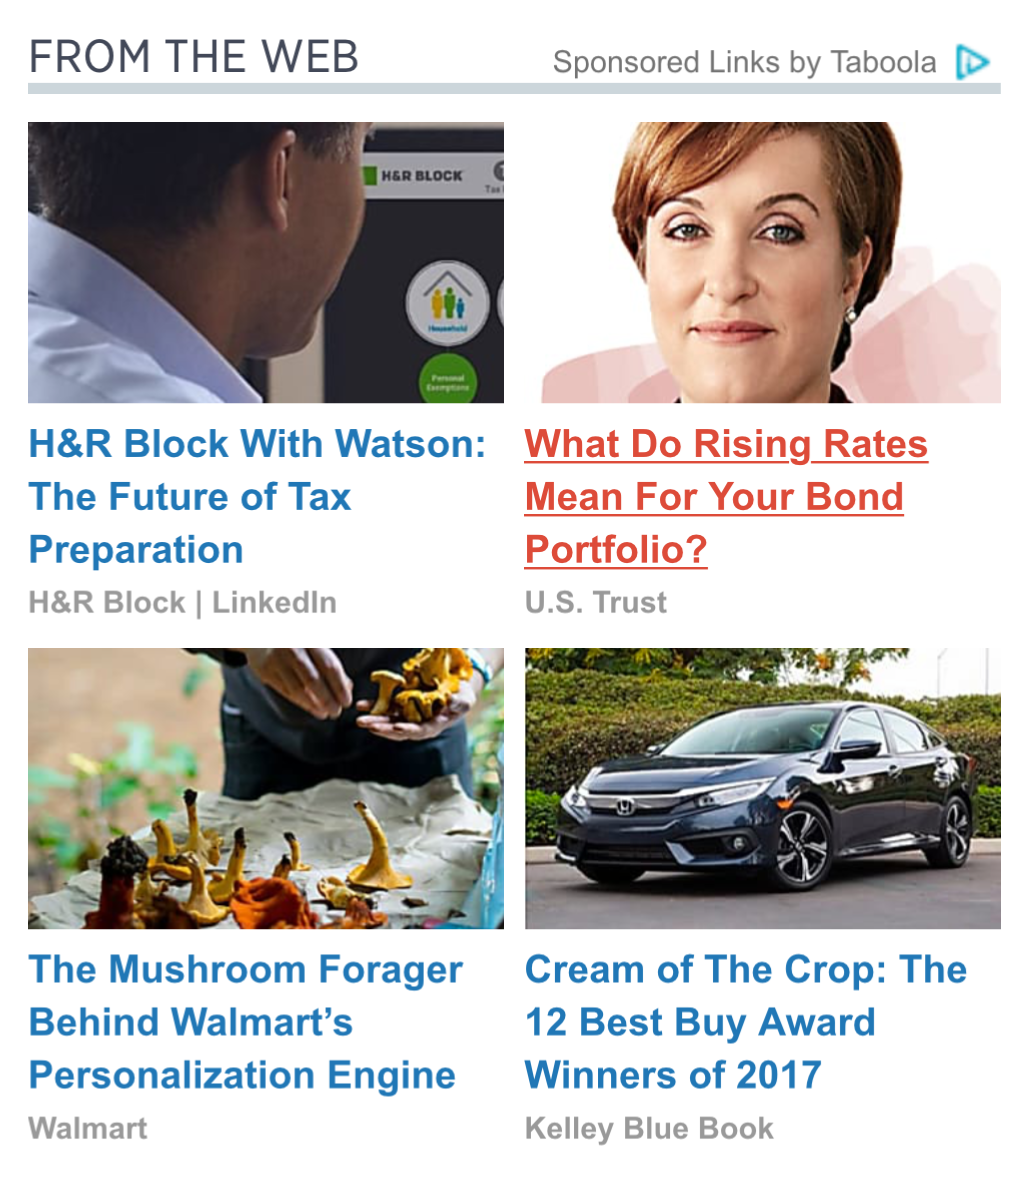 FROM THE WEB
Sponsored Links by Taboola
H&R BLOCK
Household
Personal
Exemptions
H&R Block With Watson:
The Future of Tax
Preparation
H&R Block | LinkedIn
What Do Rising Rates
Mean For Your Bond
Portfolio?
U.S. Trust
The Mushroom Forager
Behind Walmart’s
Personalization Engine
Walmart
Cream of The Crop: The
12 Best Buy Award
Winners of 2017
Kelley Blue Book